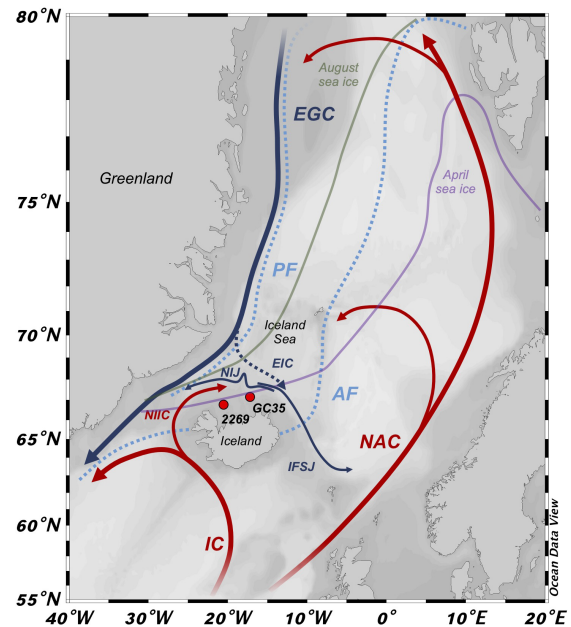 80°N
August
sea ice
EGC
Greenland
April
sea ice
75°N
PF
70°N
Iceland
Sea
EIC
NIJ
AF
NIIC
GC35
2269
65°N
Iceland
NAC
IFSJ
60°N
IC
55°N
40°W
30°W
20°W
10°W
0°
10°E
20°E
Ocean Data View